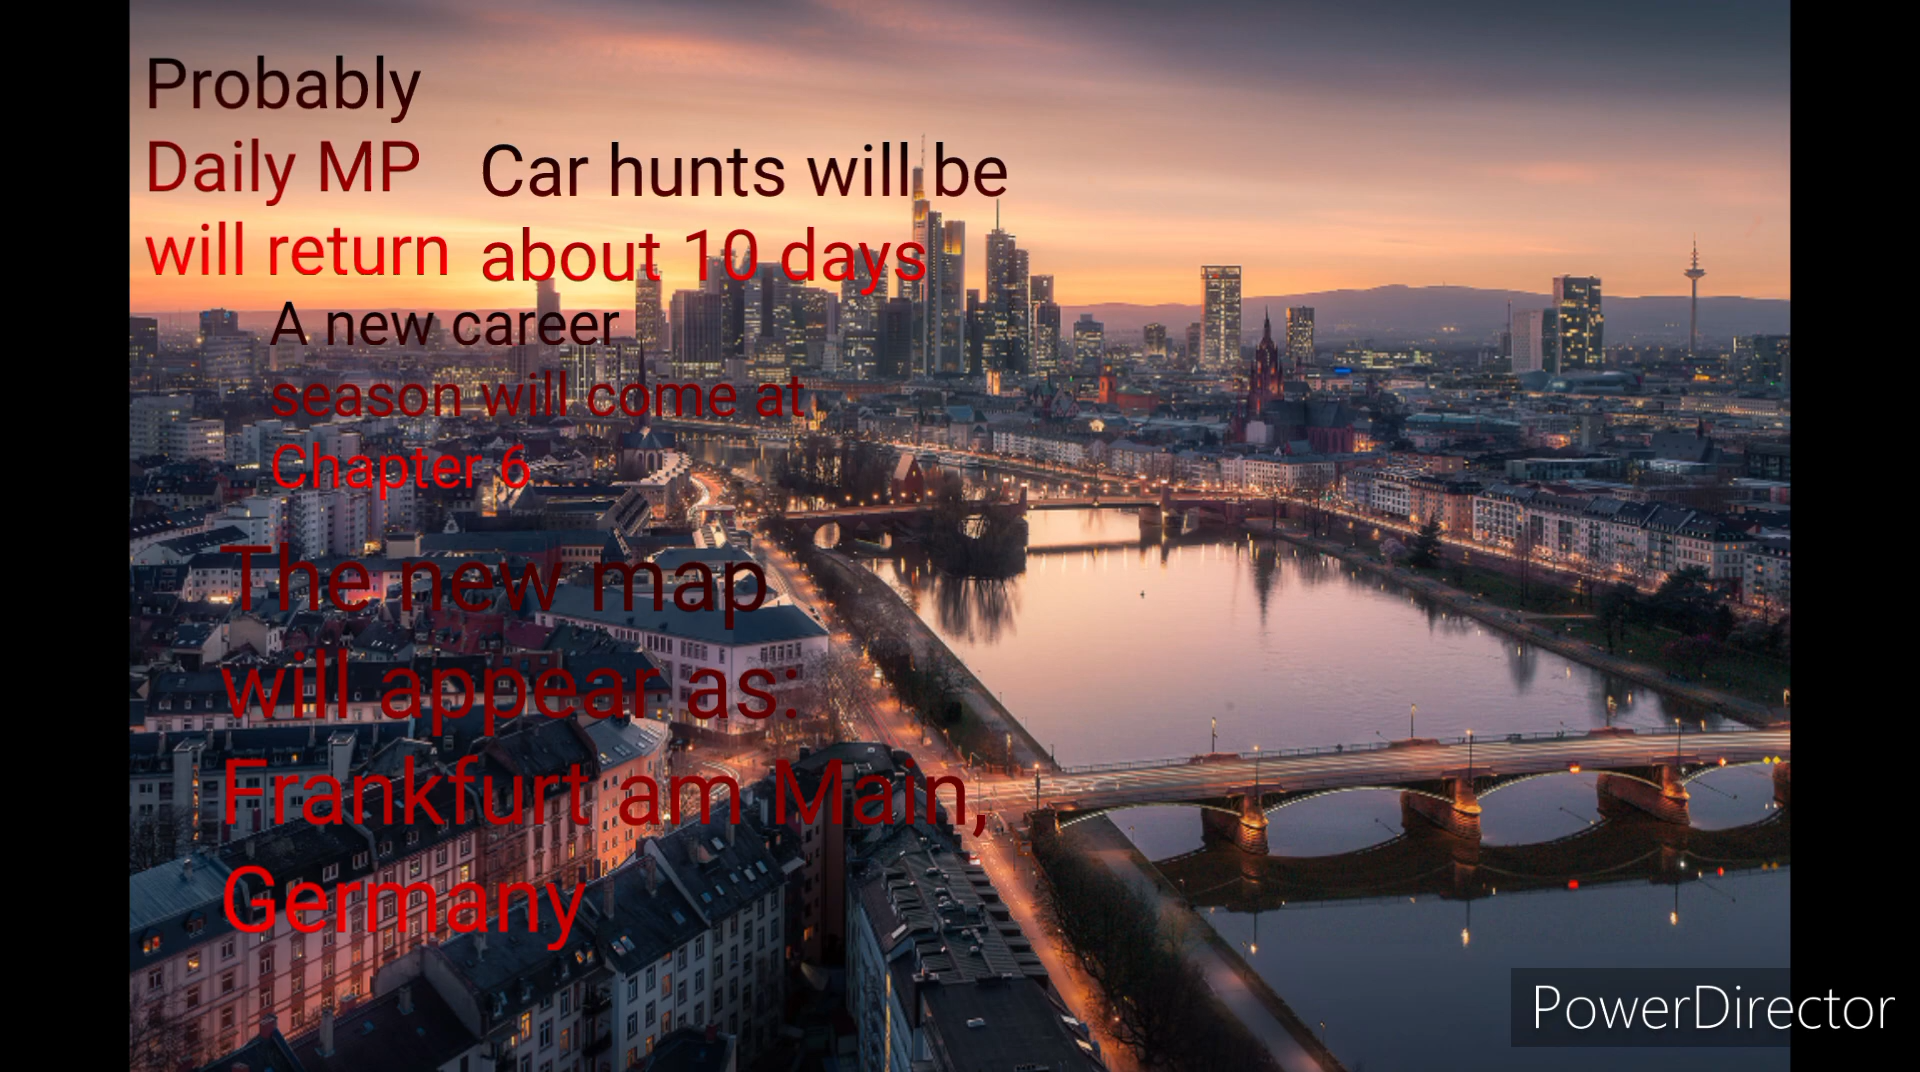 Probably
Daily MP
will return
Car hunts will be
about 10 days
A new career
season will come at
Chapter 6
The new map
will appear as:
Frankfurt am Main,
Germany
PowerDirector